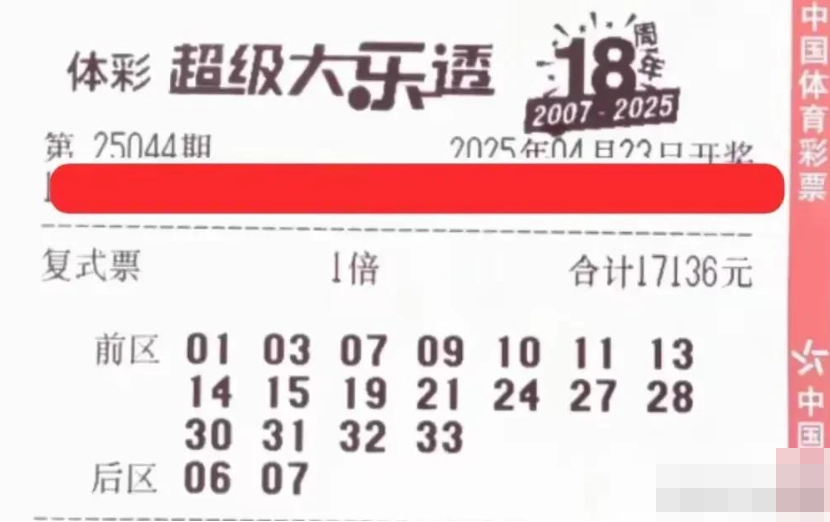 体彩 超级大乐透 18周年
2007-2025
第 25044期 2025年04月23日开奖
复式票 1倍 合计17136元
前区 01 03 07 09 10 11 13
14 15 19 21 24 27 28
30 31 32 33
后区 06 07
中国体育彩票
中国